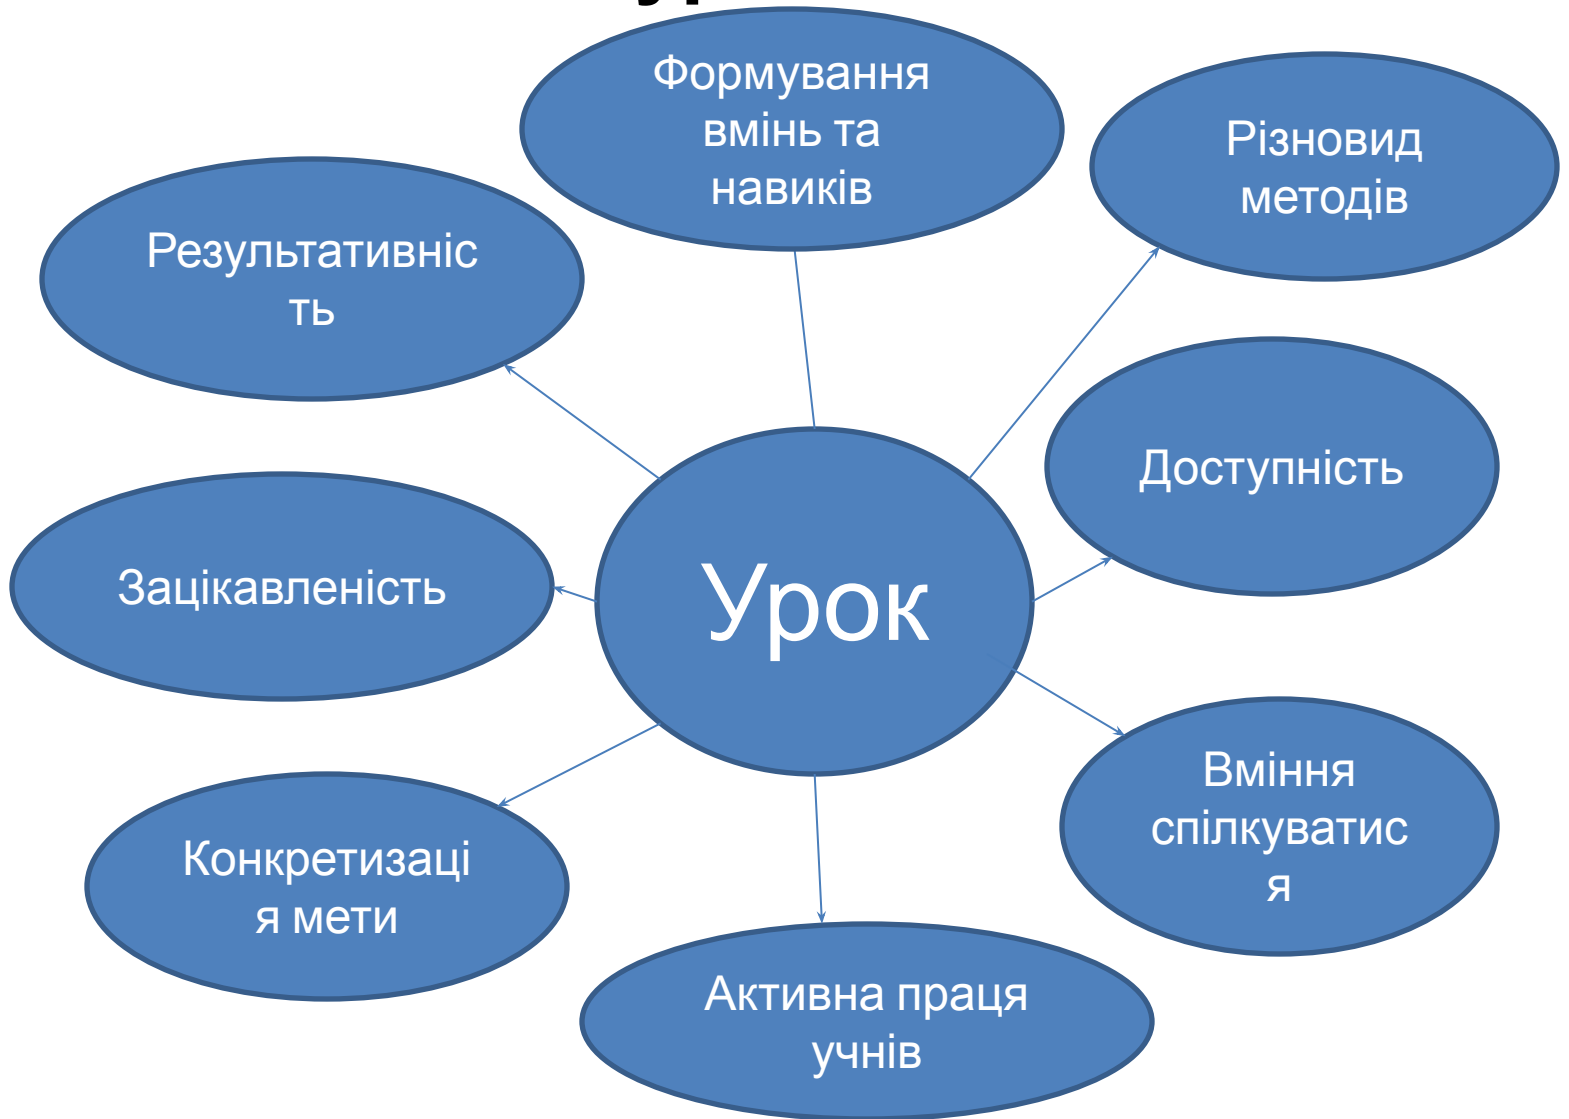 Формування
вмінь та
навиків
Різновид
методів
Результативніс
ть
Доступність
Зацікавленість
Урок
Вміння
спілкуватис
я
Конкретизаці
я мети
Активна праця
учнів